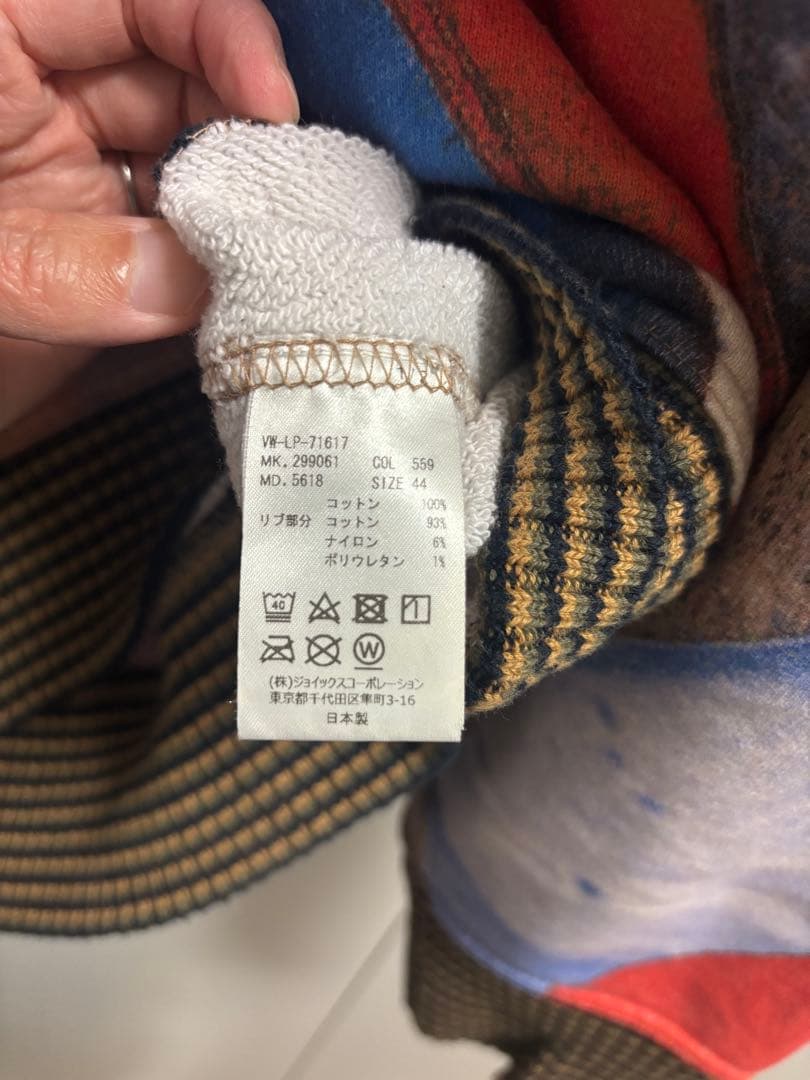 VW-LP-71617
MK. 299061 COL 559
MD. 5618 SIZE 44
コットン 100%
リブ部分 コットン 93%
ナイロン 6%
ポリウレタン 1%
40
W
(株)ジョイックスコーポレーション
東京都千代田区隼町3-16
日本製